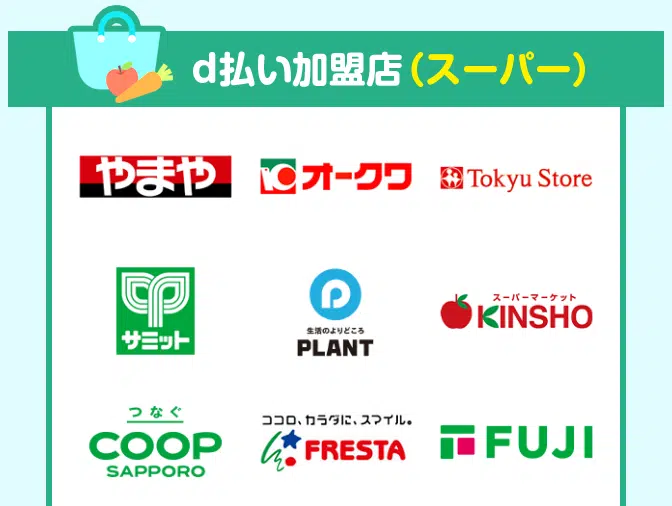 d払い加盟店(スーパー)
やまや
オークワ
Tokyu Store
サミット
生活のよりどころ
PLANT
スーパーマーケット
KINSHO
つなぐ
COOP
SAPPORO
ココロ、カラダに、スマイル。
FRESTA
FUJI